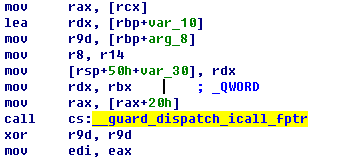 mov rax, [rcx]
lea rdx, [rbp+var_10]
mov r9d, [rbp+arg_8]
mov r8, r14
mov [rsp+50h+var_30], rdx
mov rdx, rbx ; _QWORD
mov rax, [rax+20h]
call cs:__guard_dispatch_icall_fptr
xor r9d, r9d
mov edi, eax